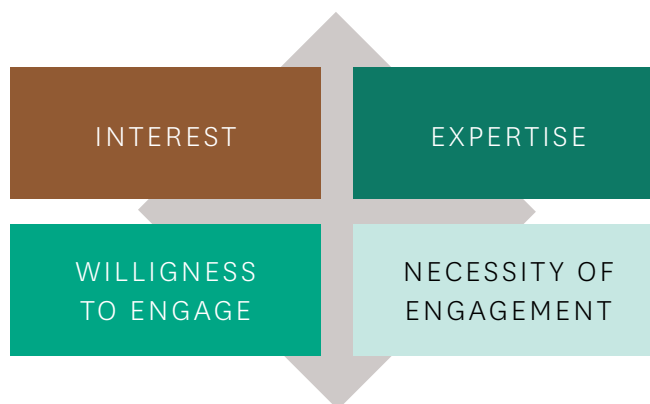 INTEREST
EXPERTISE
WILLIGNESS
TO ENGAGE
NECESSITY OF
ENGAGEMENT